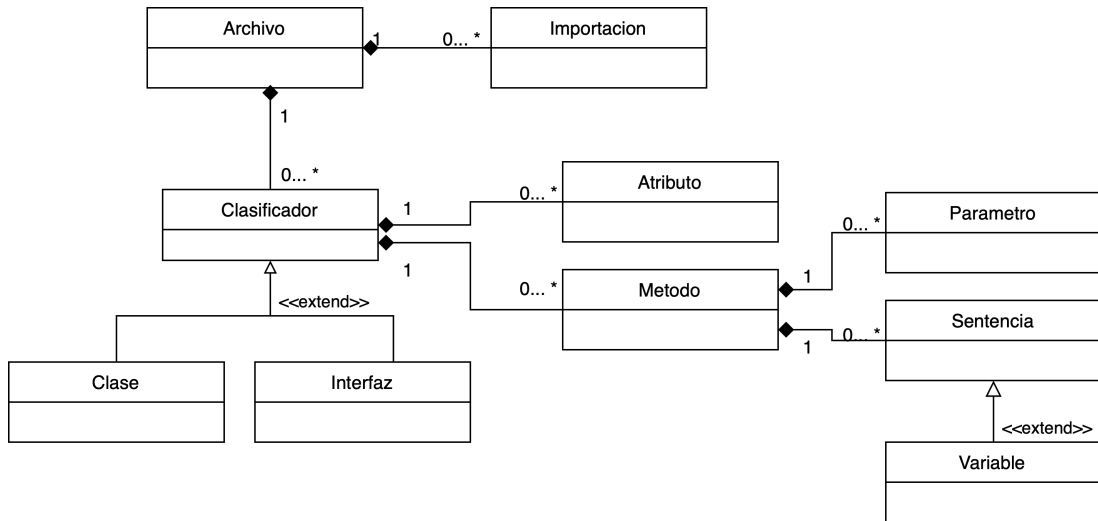 Archivo
Importacion
1
0... *
1
0... *
Clasificador
1
0... *
Atributo
1
0... *
Metodo
1
0... *
Parametro
1
0... *
Sentencia
<<extend>>
Clase
Interfaz
<<extend>>
Variable